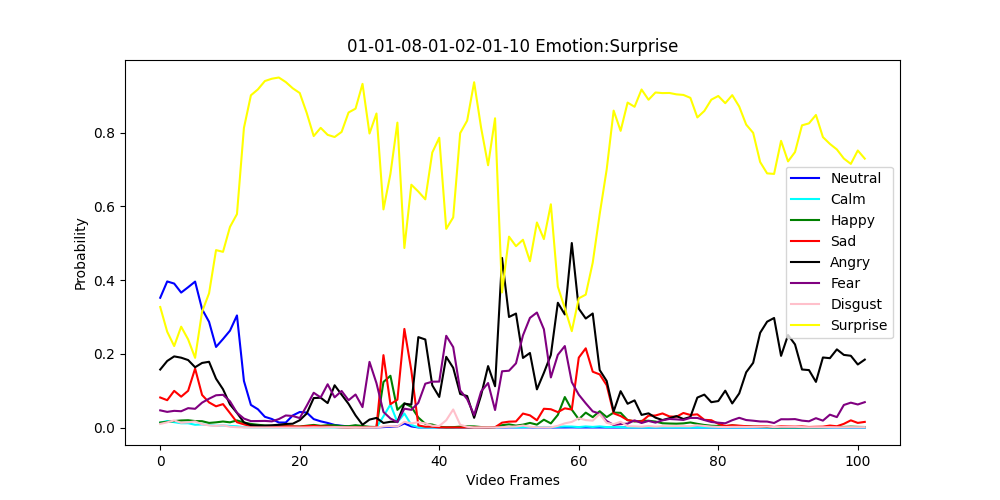 01-01-08-01-02-01-10 Emotion:Surprise
Probability
0.8
0.6
0.4
0.2
0.0
0
20
40
60
80
100
Video Frames
Neutral
Calm
Happy
Sad
Angry
Fear
Disgust
Surprise